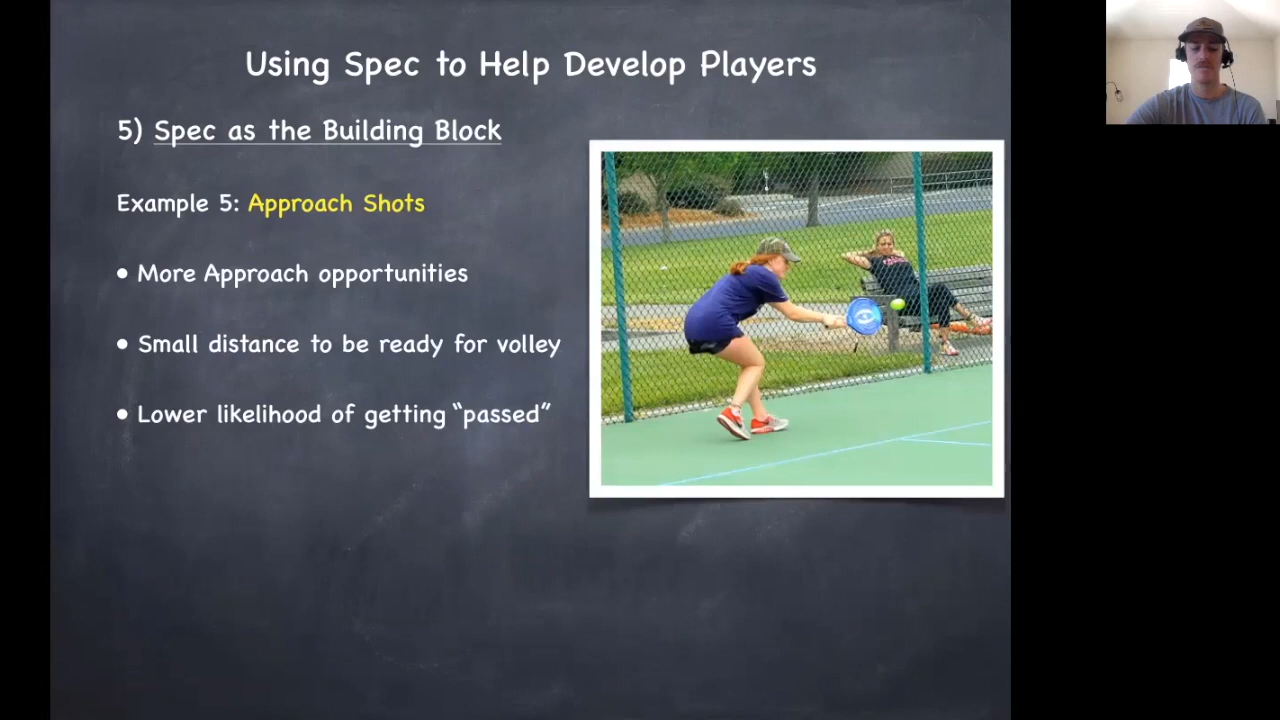 Using Spec to Help Develop Players
5) Spec as the Building Block
Example 5: Approach Shots
• More Approach opportunities
• Small distance to be ready for volley
• Lower likelihood of getting “passed”